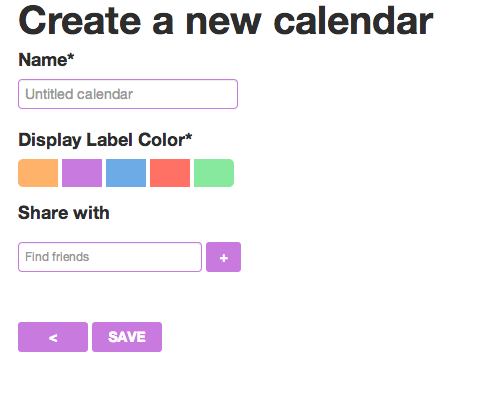 Create a new calendar
Name*
Untitled calendar
Display Label Color*
Share with
Find friends +
< SAVE